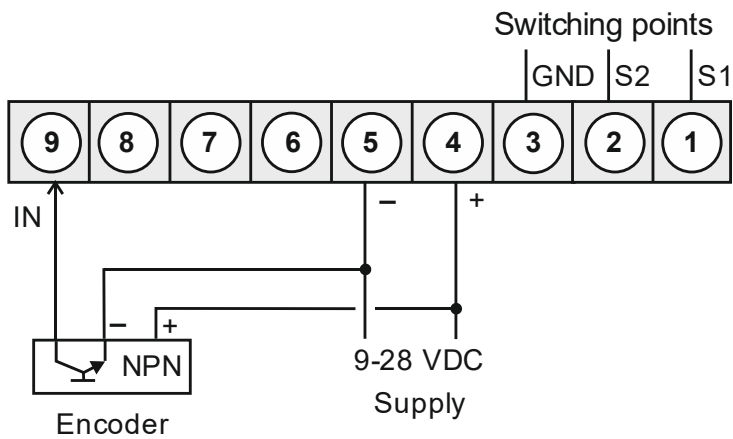 Switching points
GND S2 S1
9 8 7 6 5 4 3 2 1
IN
– +
– +
NPN
9-28 VDC
Supply
Encoder